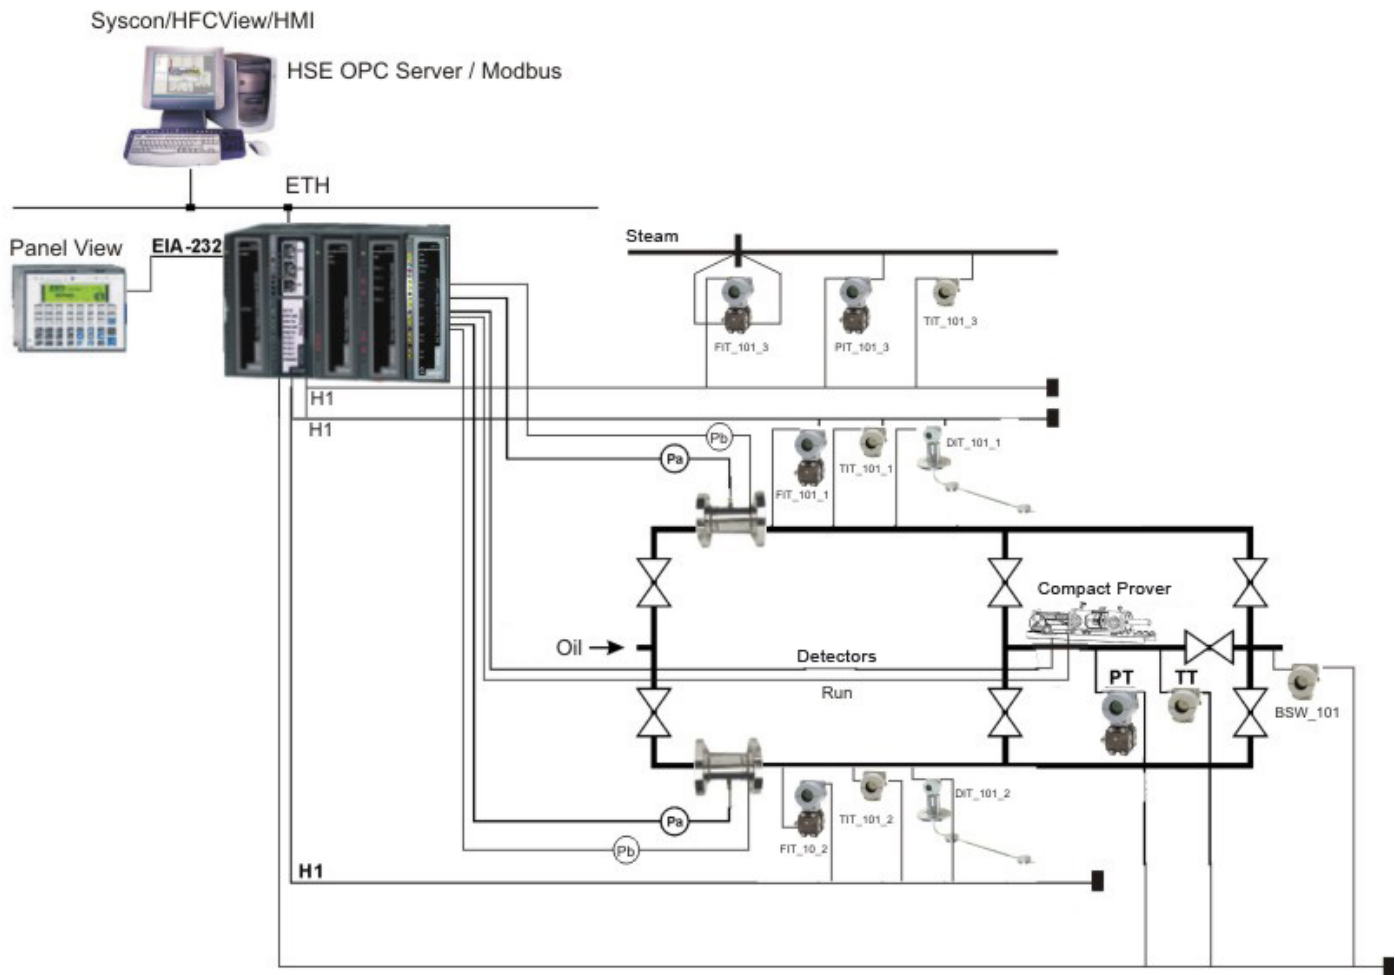 Syscon/HFCView/HMI
HSE OPC Server / Modbus
ETH
Panel View
EIA-232
Steam
FIT_101_3
PIT_101_3
TIT_101_3
H1
H1
Pb
Pa
FIT_101_1
TIT_101_1
DIT_101_1
Compact Prover
Oil
Detectors
Run
PT
TT
BSW_101
Pa
Pb
FIT_10_2
TIT_101_2
DIT_101_2
H1